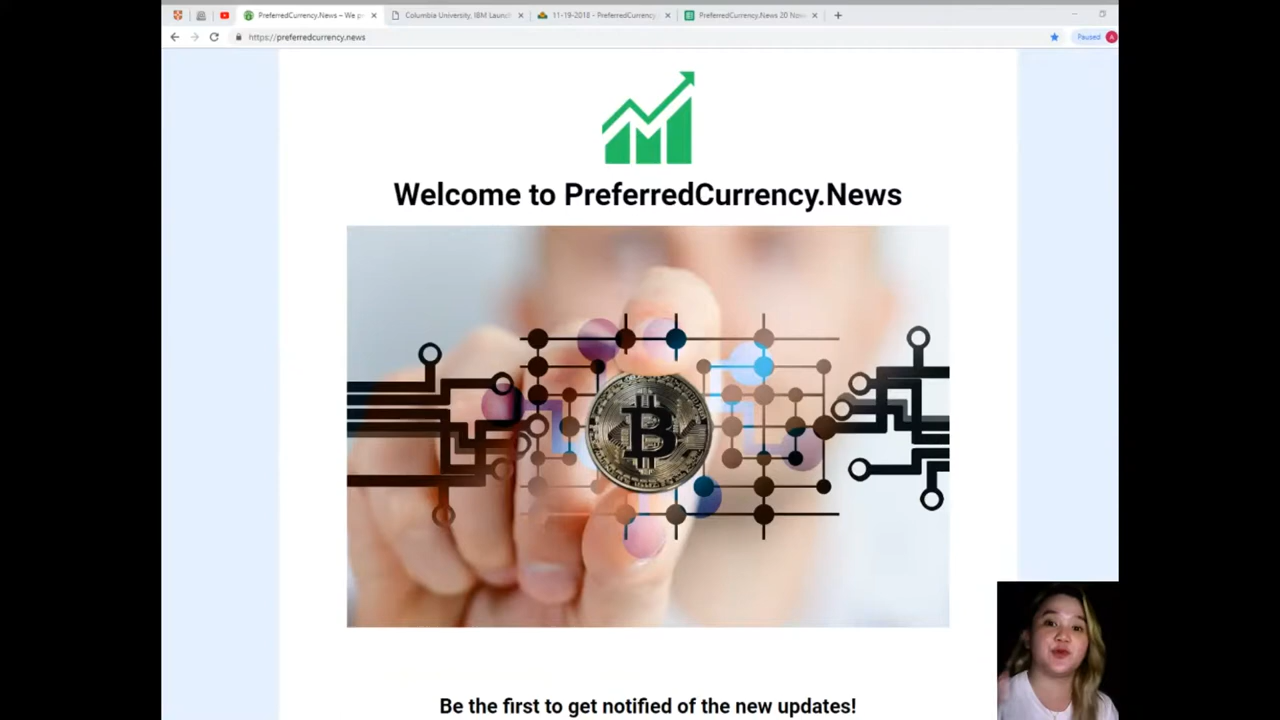 PreferredCurrency.News – We p
Columbia University, IBM Launch
11-19-2018 - PreferredCurrency.
PreferredCurrency.News 20 Nov
https://preferredcurrency.news
Paused
A
Welcome to PreferredCurrency.News
B
Be the first to get notified of the new updates!